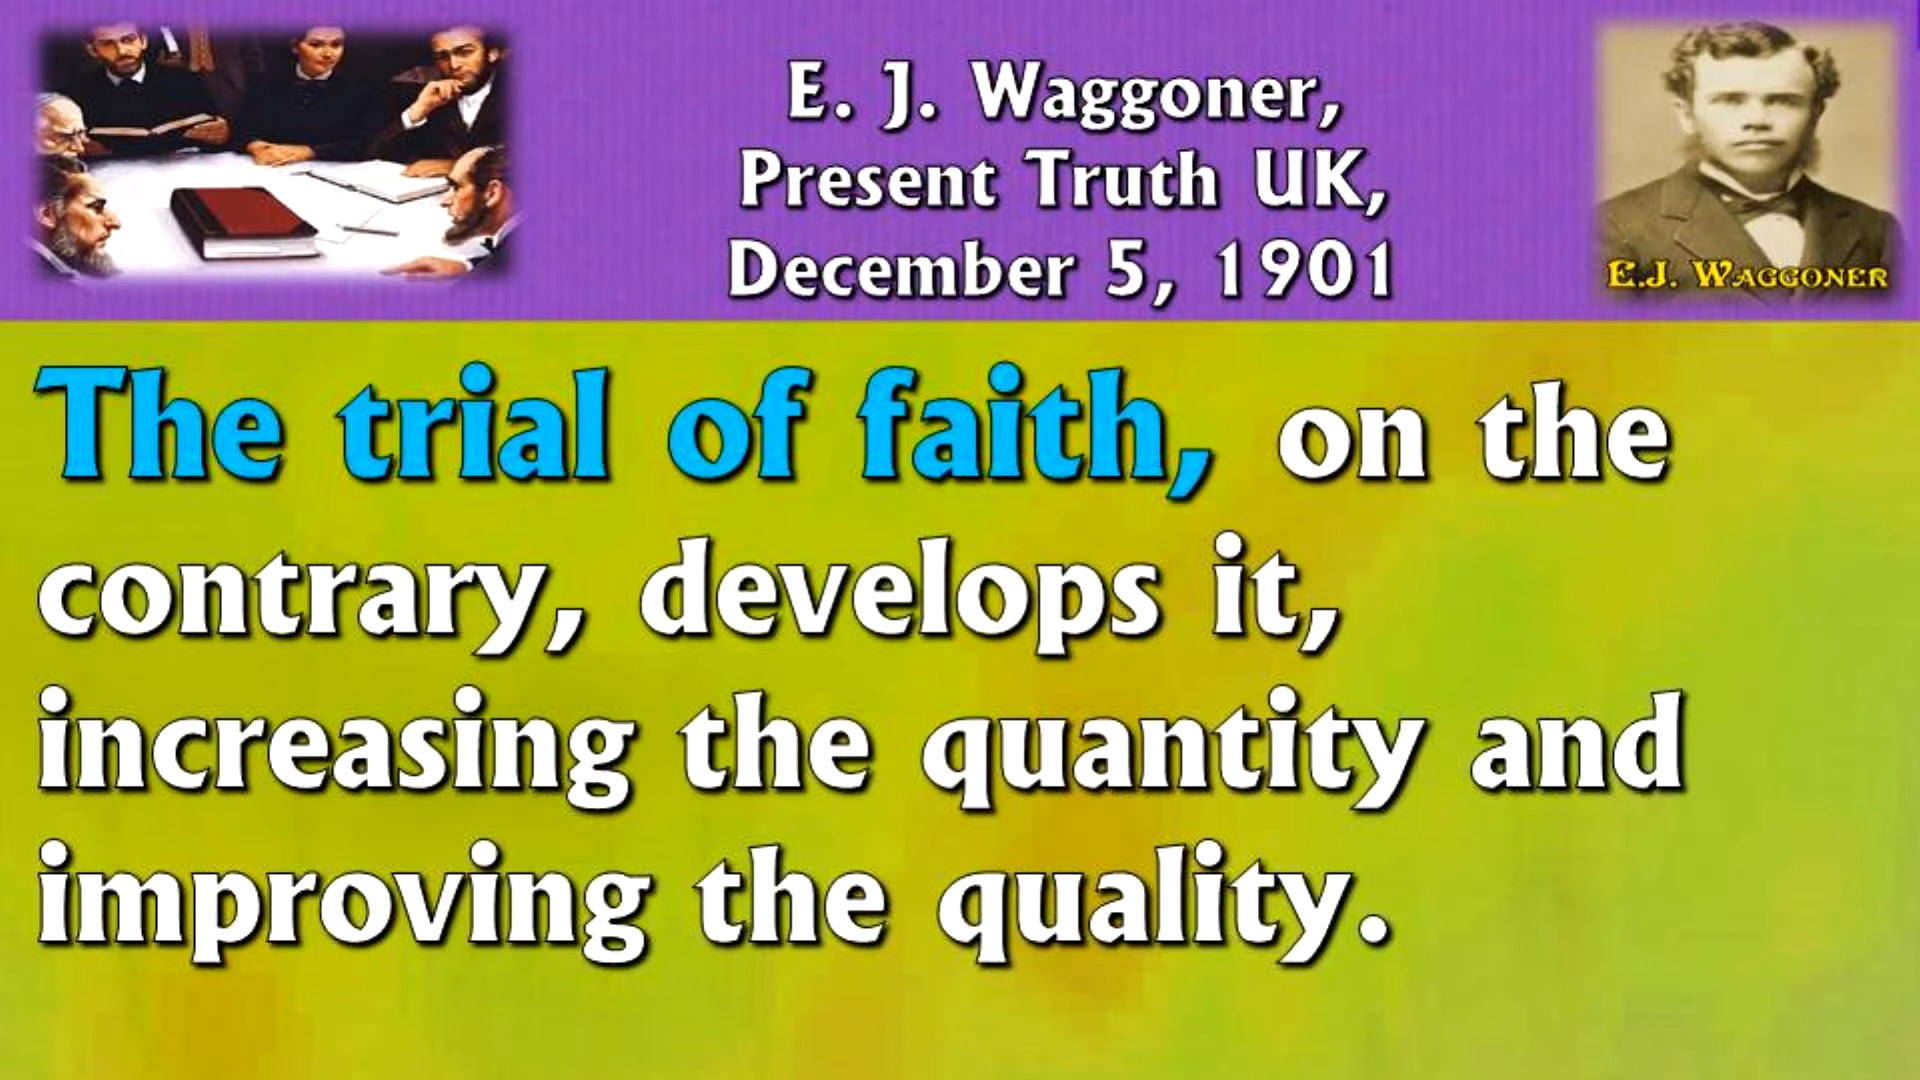 E. J. Waggoner,
Present Truth UK,
December 5, 1901
E.J. WAGGONER
The trial of faith, on the
contrary, develops it,
increasing the quantity and
improving the quality.